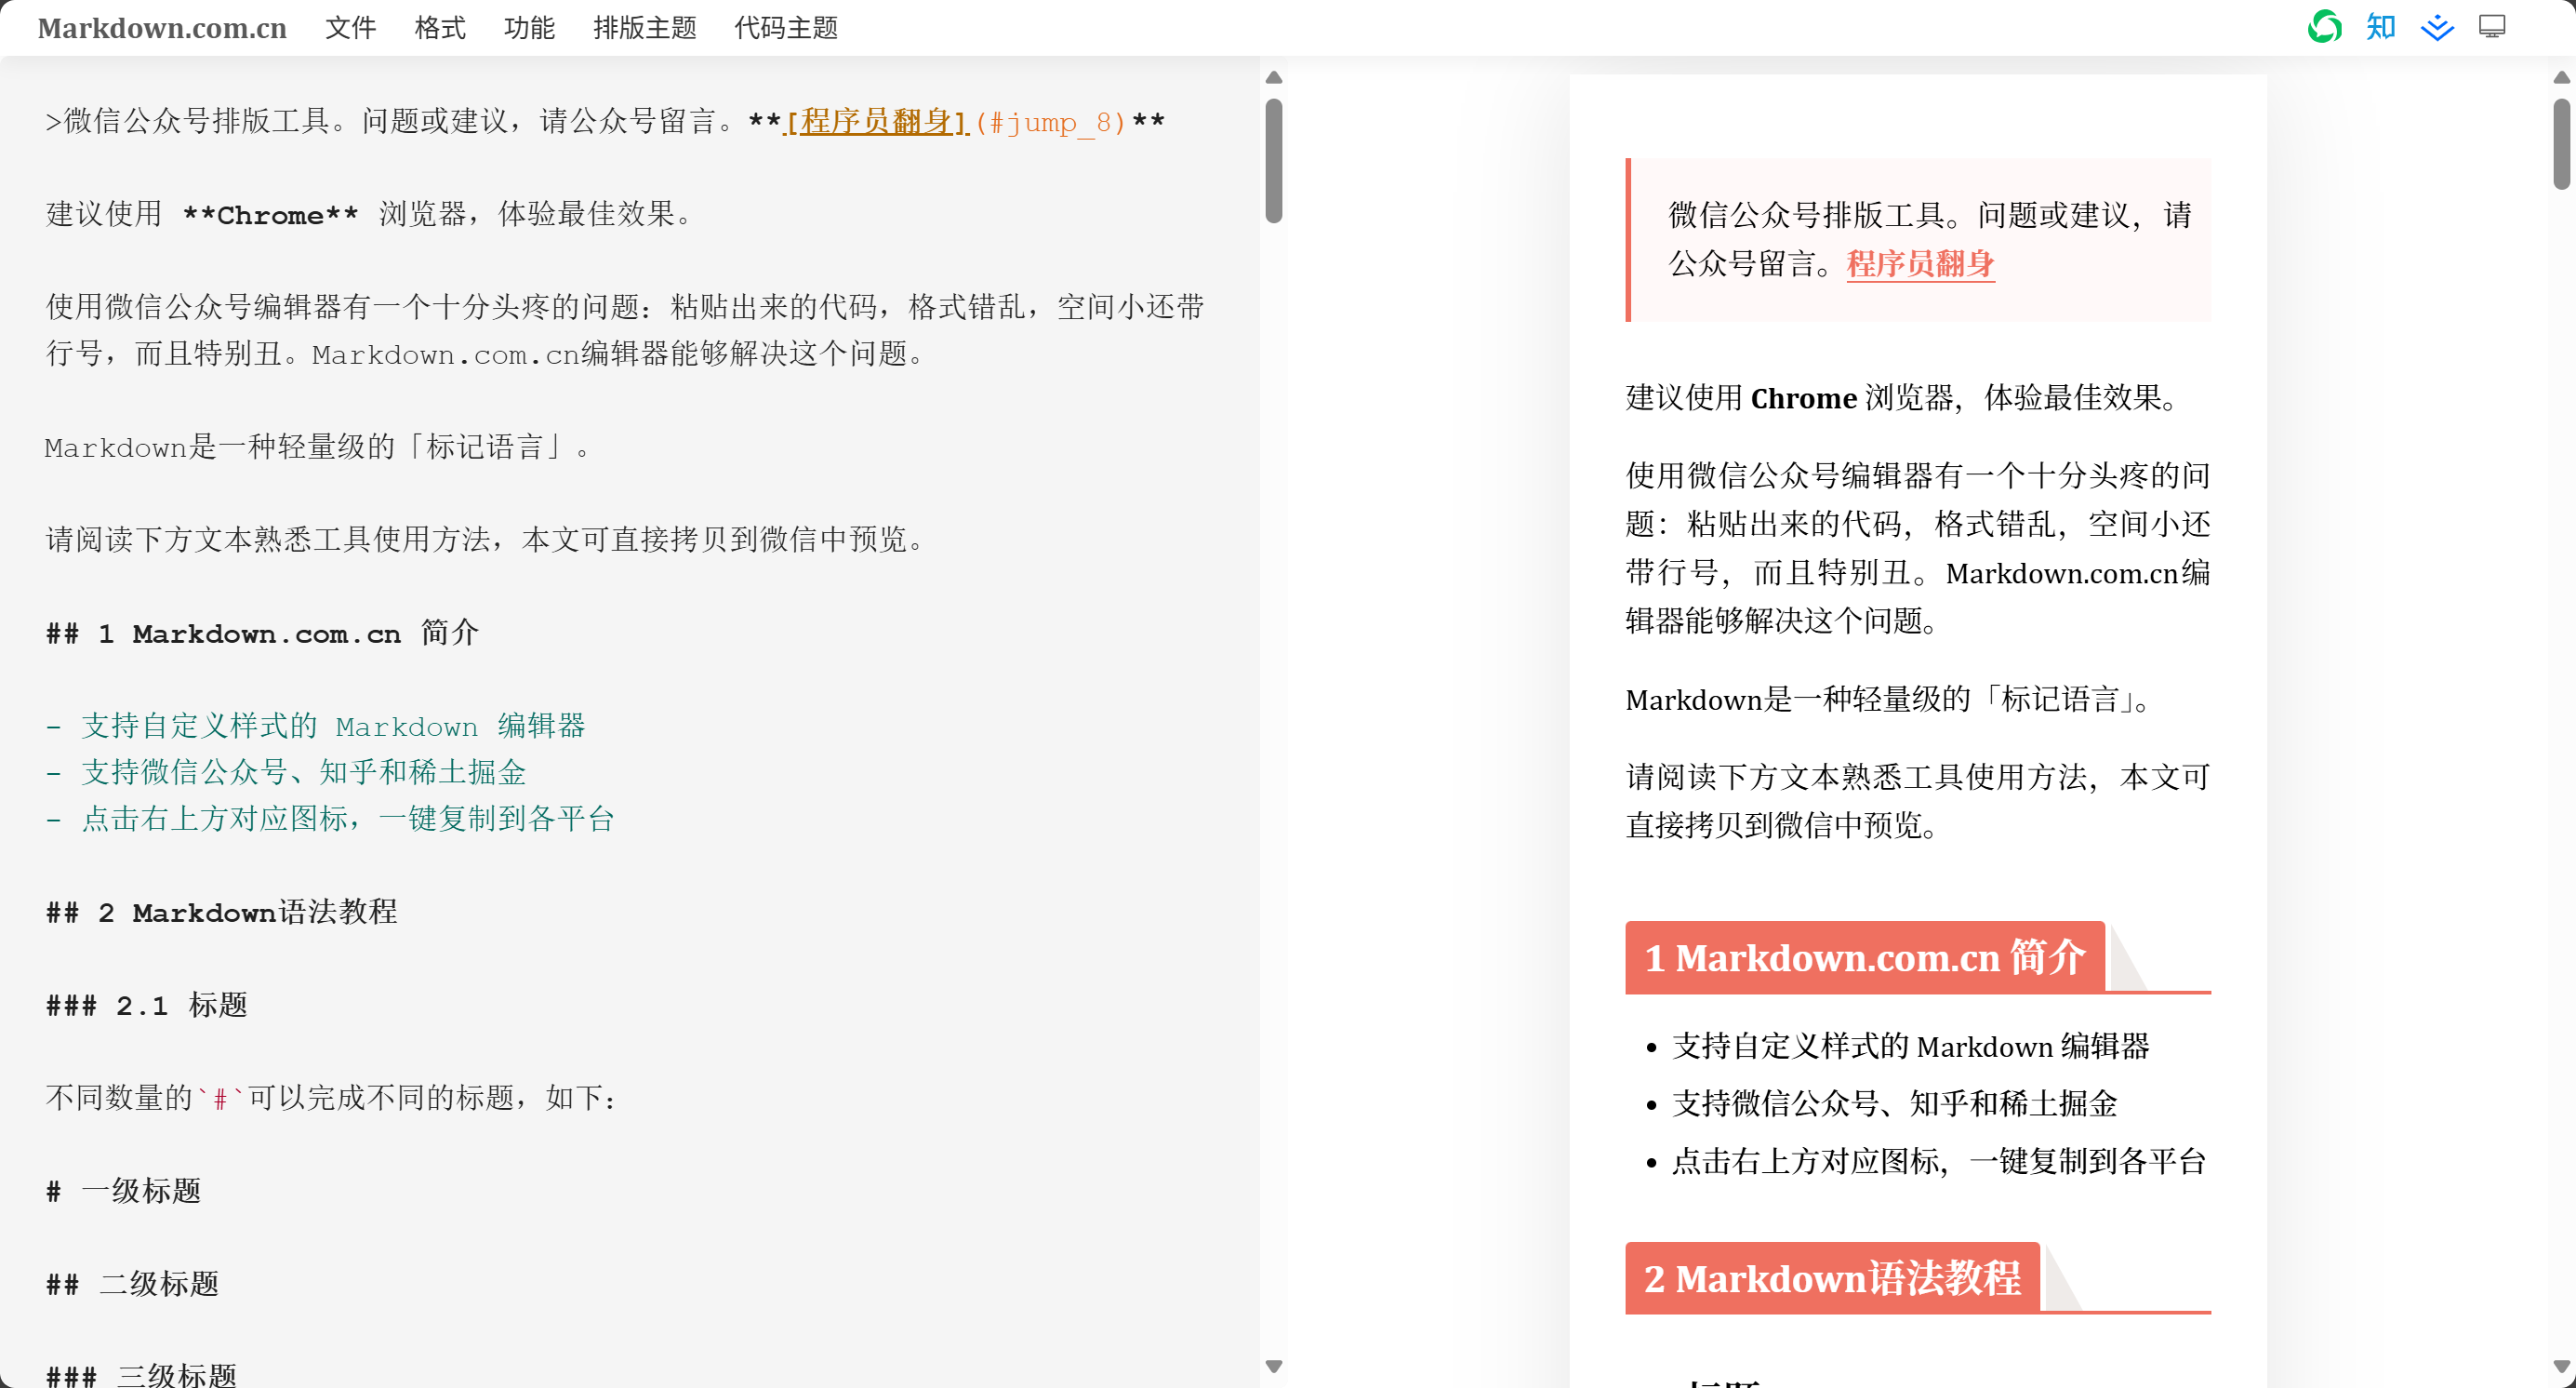 Markdown.com.cn 文件 格式 功能 排版主题 代码主题 知
>微信公众号排版工具。问题或建议，请公众号留言。**[程序员翻身](#jump_8)**
建议使用 **Chrome** 浏览器，体验最佳效果。
使用微信公众号编辑器有一个十分头疼的问题：粘贴出来的代码，格式错乱，空间小还带
行号，而且特别丑。Markdown.com.cn编辑器能够解决这个问题。
Markdown是一种轻量级的「标记语言」。
请阅读下方文本熟悉工具使用方法，本文可直接拷贝到微信中预览。
## 1 Markdown.com.cn 简介
- 支持自定义样式的 Markdown 编辑器
- 支持微信公众号、知乎和稀土掘金
- 点击右上方对应图标，一键复制到各平台
## 2 Markdown语法教程
### 2.1 标题
不同数量的`#`可以完成不同的标题，如下：
# 一级标题
## 二级标题
### 三级标题
微信公众号排版工具。问题或建议，请
公众号留言。程序员翻身
建议使用 Chrome 浏览器，体验最佳效果。
使用微信公众号编辑器有一个十分头疼的问
题：粘贴出来的代码，格式错乱，空间小还
带行号，而且特别丑。Markdown.com.cn编
辑器能够解决这个问题。
Markdown是一种轻量级的「标记语言」。
请阅读下方文本熟悉工具使用方法，本文可
直接拷贝到微信中预览。
1 Markdown.com.cn 简介
• 支持自定义样式的 Markdown 编辑器
• 支持微信公众号、知乎和稀土掘金
• 点击右上方对应图标，一键复制到各平台
2 Markdown语法教程